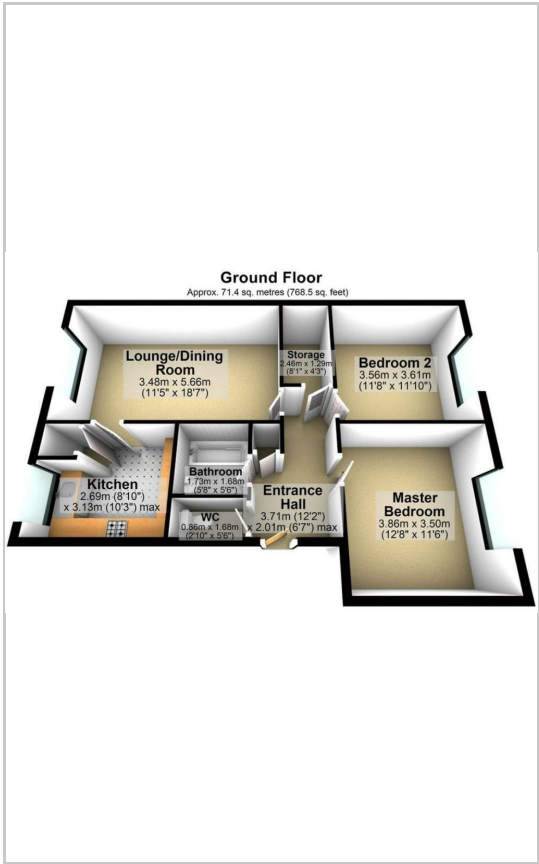 Ground Floor
Approx. 71.4 sq. metres (768.5 sq. feet)
Lounge/Dining
Room
3.48m x 5.66m
(11'5" x 18'7")
Storage
2.46m x 1.29m
(8'1" x 4'3")
Bedroom 2
3.56m x 3.61m
(11'8" x 11'10")
Kitchen
2.69m (8'10")
x 3.13m (10'3") max
Bathroom
1.73m x 1.68m
(5'8" x 5'6")
WC
0.86m x 1.68m
(2'10" x 5'6")
Entrance
Hall
3.71m (12'2")
x 2.01m (6'7") max
Master
Bedroom
3.86m x 3.50m
(12'8" x 11'6")